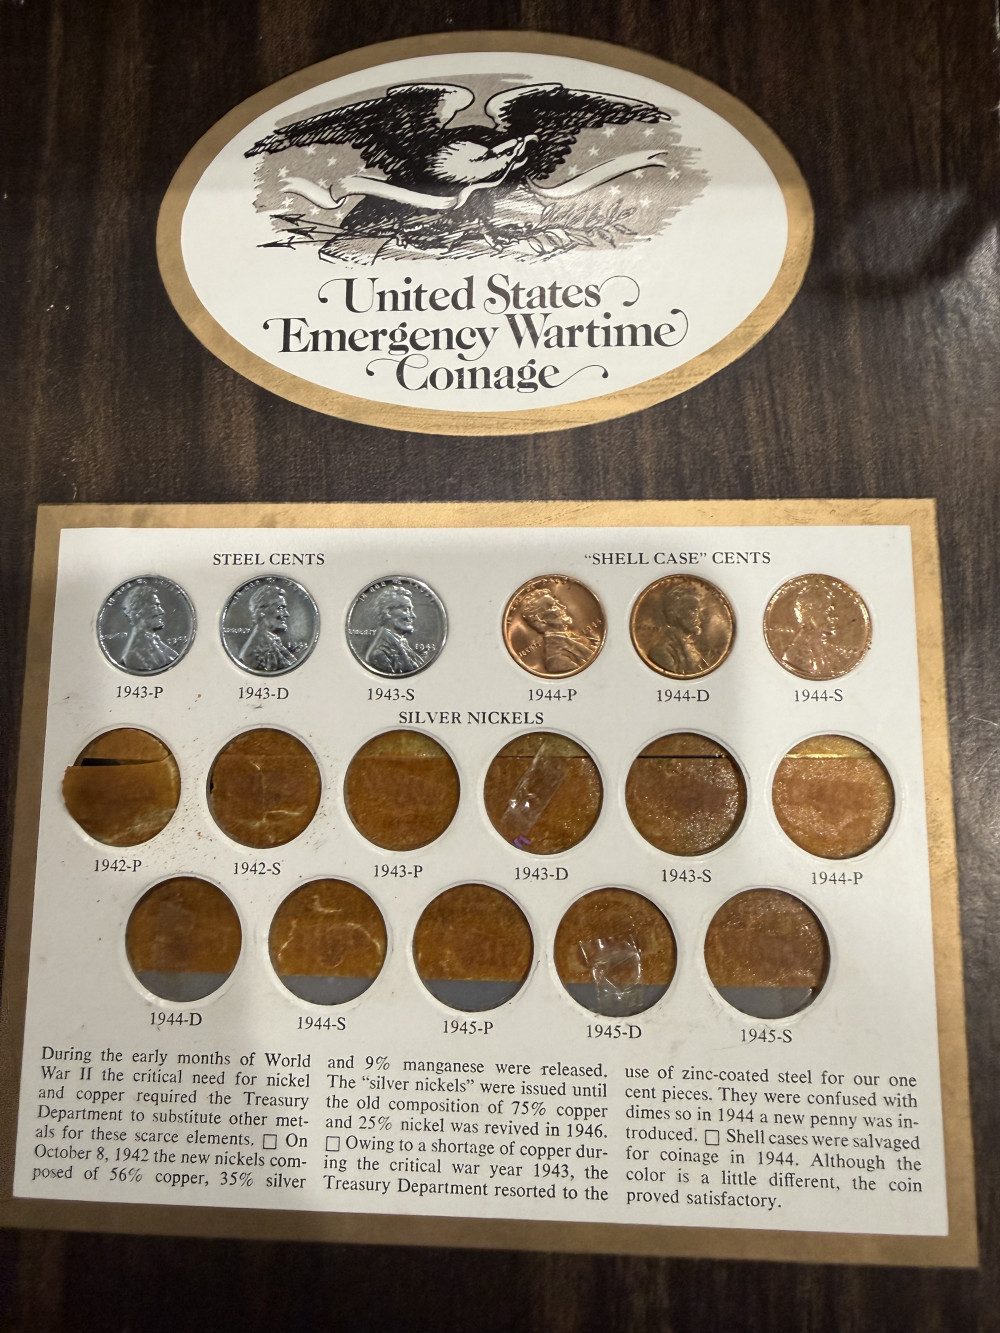 United States
Emergency Wartime
Coinage
STEEL CENTS
"SHELL CASE" CENTS
1943-P
1943-D
1943-S
1944-P
1944-D
1944-S
SILVER NICKELS
1942-P
1942-S
1943-P
1943-D
1943-S
1944-P
1944-D
1944-S
1945-P
1945-D
1945-S
During the early months of World
War II the critical need for nickel
and copper required the Treasury
Department to substitute other met-
als for these scarce elements. □ On
October 8, 1942 the new nickels com-
posed of 56% copper, 35% silver
and 9% manganese were released.
The "silver nickels" were issued until
the old composition of 75% copper
and 25% nickel was revived in 1946.
□ Owing to a shortage of copper dur-
ing the critical war year 1943, the
Treasury Department resorted to the
use of zinc-coated steel for our one
cent pieces. They were confused with
dimes so in 1944 a new penny was in-
troduced. □ Shell cases were salvaged
for coinage in 1944. Although the
color is a little different, the coin
proved satisfactory.